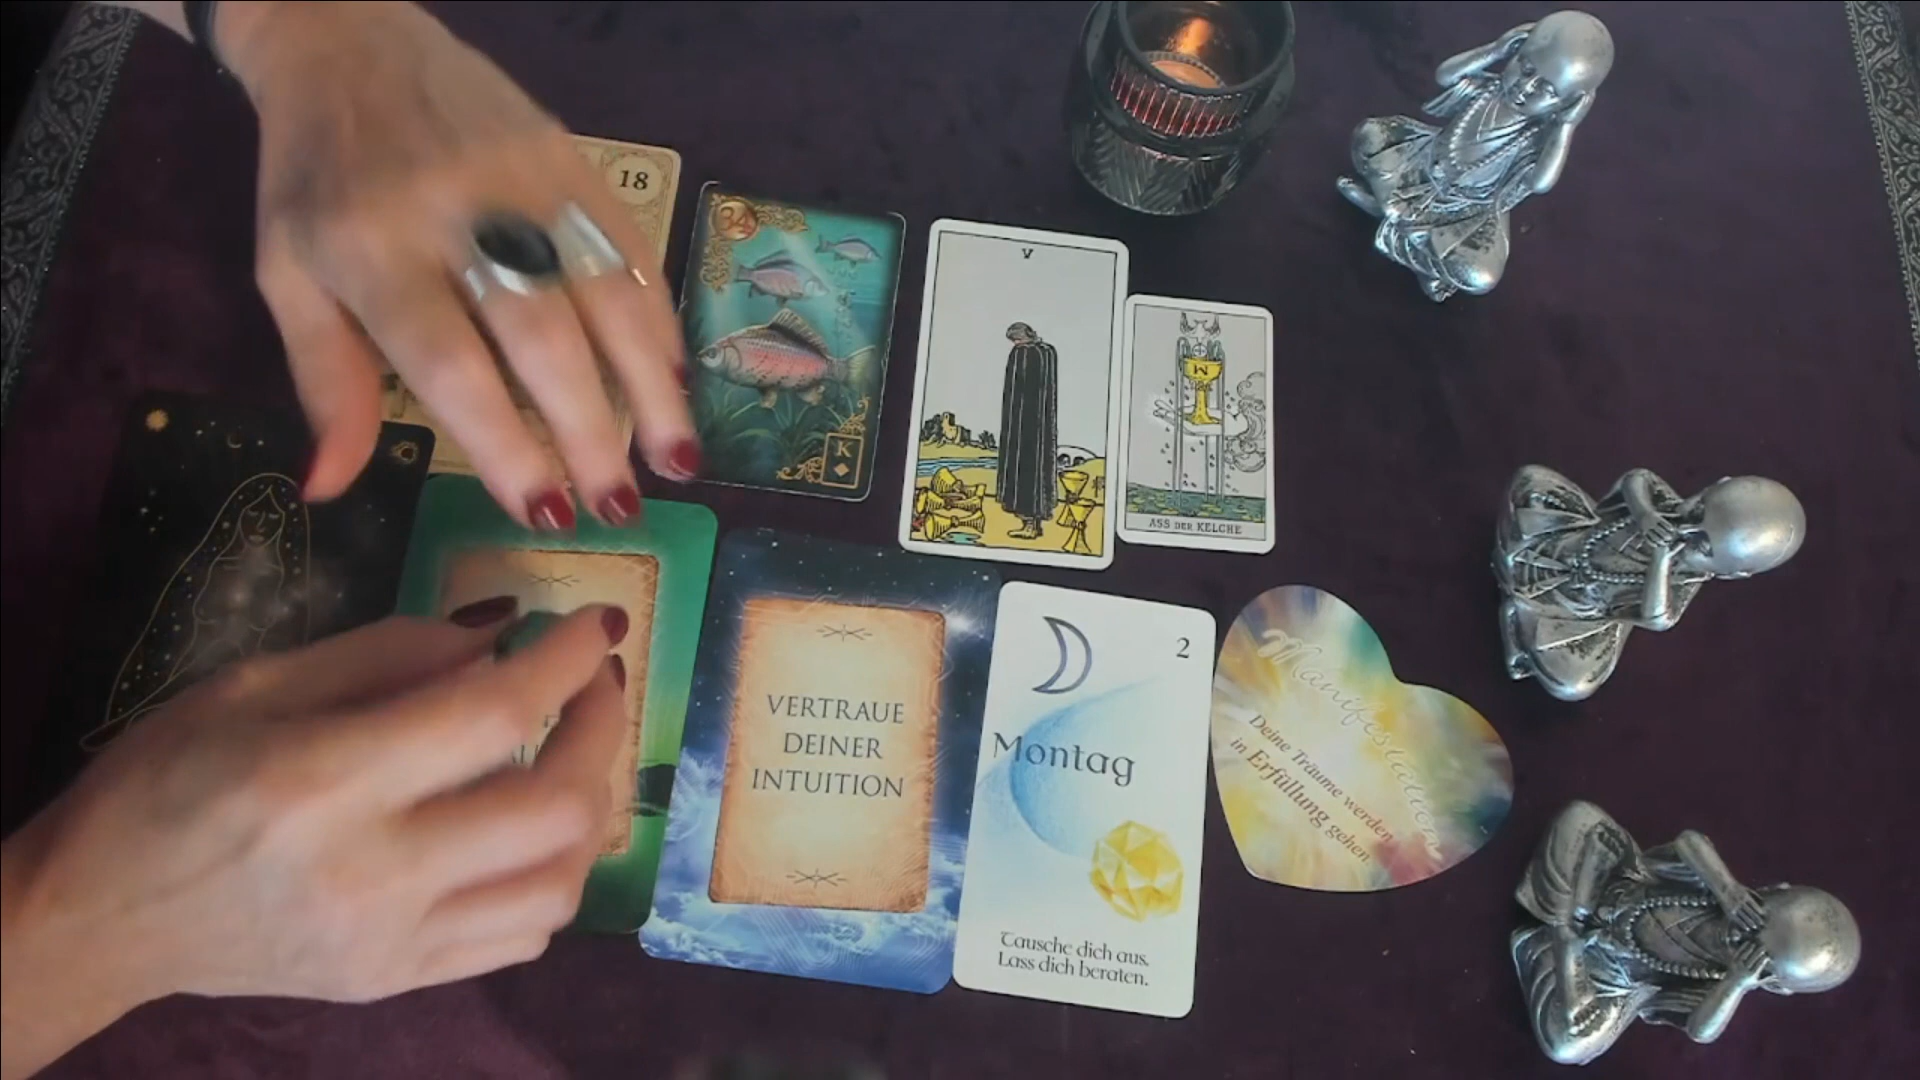 18
34
K
V
ASS DER KELCHE
VERTRAUE
DEINER
INTUITION
2
Montag
Tausche dich aus.
Lass dich beraten.
Manifestation
Deine Träume werden
in Erfüllung gehen.